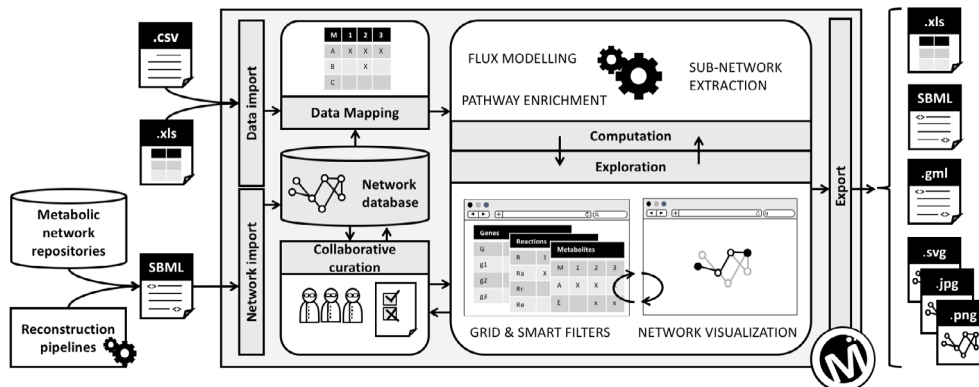 .csv
.xls
Metabolic
network
repositories
SBML
Reconstruction
pipelines
Data import
Network import
M 1 2 3
A X X X
B X
C
Data Mapping
Network
database
Collaborative
curation
FLUX MODELLING
SUB-NETWORK
EXTRACTION
PATHWAY ENRICHMENT
Computation
Exploration
Genes
G
g1
g2
g3
Reactions
R 1
Ra X
Rc
Re
Metabolites
M 1 2 3
A X X
E x x
GRID & SMART FILTERS
NETWORK VISUALIZATION
M
Export
.xls
SBML
.gml
.svg
.jpg
.png